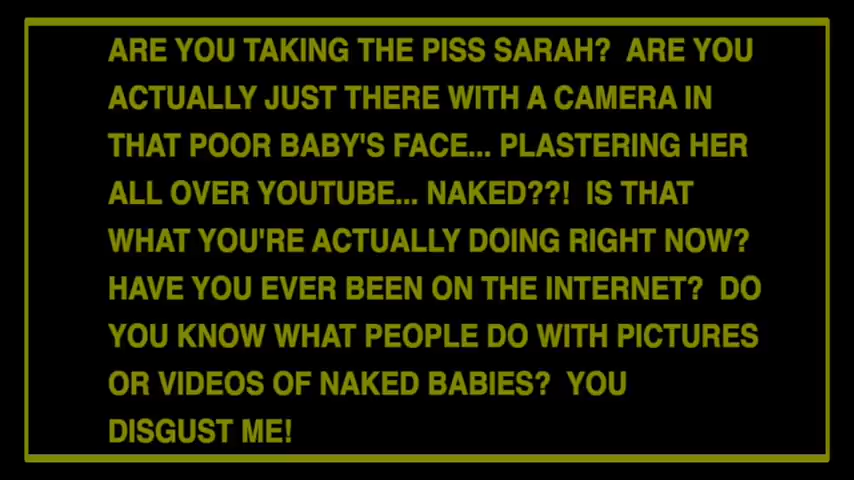 ARE YOU TAKING THE PISS SARAH?  ARE YOU
ACTUALLY JUST THERE WITH A CAMERA IN
THAT POOR BABY'S FACE... PLASTERING HER
ALL OVER YOUTUBE... NAKED??!  IS THAT
WHAT YOU'RE ACTUALLY DOING RIGHT NOW?
HAVE YOU EVER BEEN ON THE INTERNET?  DO
YOU KNOW WHAT PEOPLE DO WITH PICTURES
OR VIDEOS OF NAKED BABIES?  YOU
DISGUST ME!